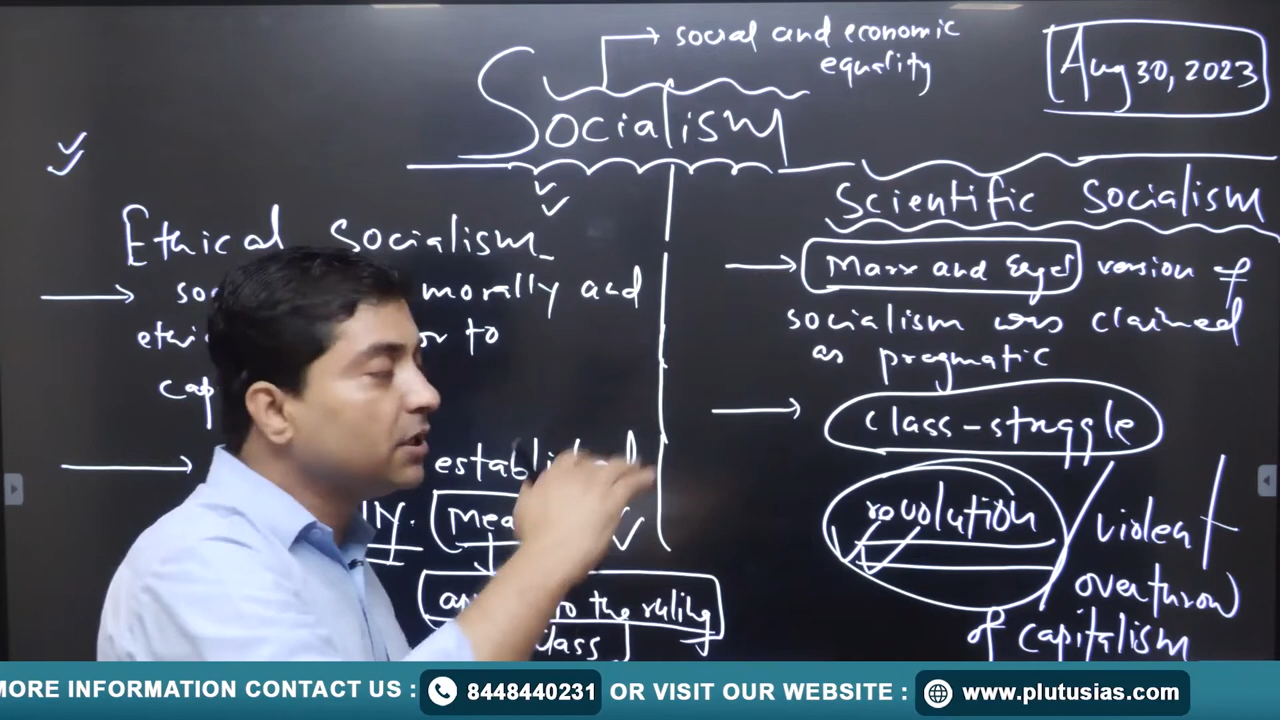 social and economic
equality
Aug 30, 2023
Socialism
Ethical Socialism
morally and
to
established
the ruling
class
Scientific Socialism
Marx and Engel version of
socialism was claimed
as pragmatic
class-struggle
revolution
violent
overthrow
of capitalism
MORE INFORMATION CONTACT US : 8448440231 OR VISIT OUR WEBSITE : www.plutusias.com